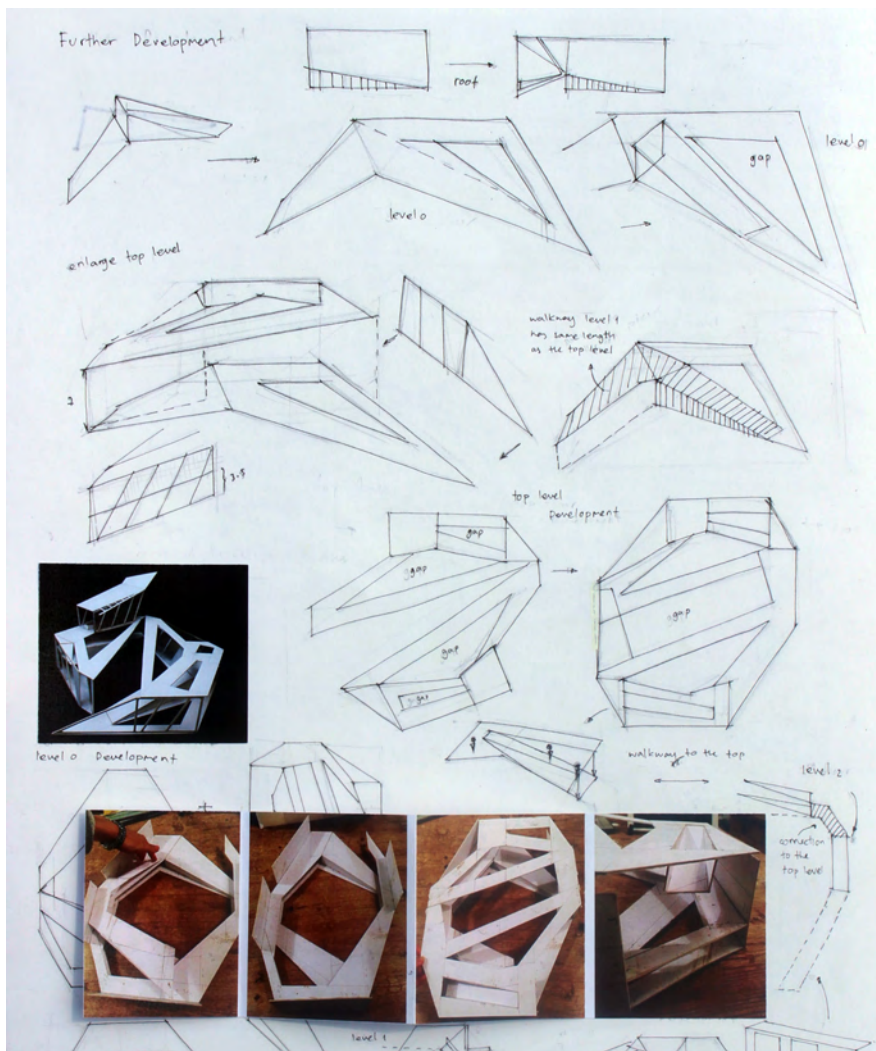 Further Development
roof
level 0
gap
level 0
enlarge top level
walkway level 1
has same length
as the top level
3.5
top level
Development
gap
gap
gap
gap
gap
level 0 Development
walkway to the top
level 2
connection
to the
top level
level 1